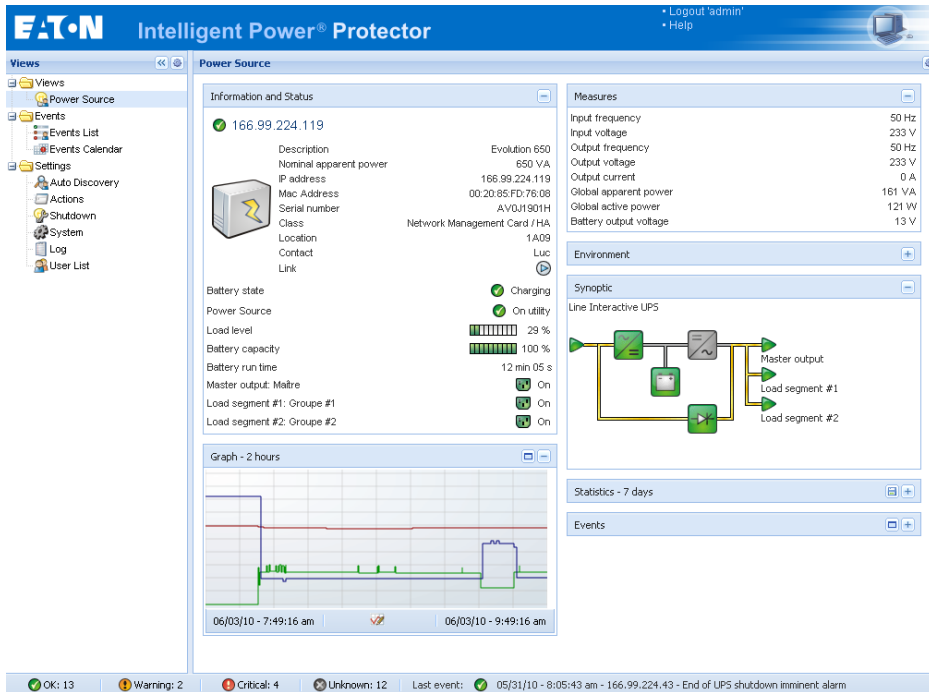 EATON Intelligent Power® Protector
• Logout 'admin'
• Help
Views
Views
Power Source
Events
Events List
Events Calendar
Settings
Auto Discovery
Actions
Shutdown
System
Log
User List
Power Source
Information and Status
166.99.224.119
Description Evolution 650
Nominal apparent power 650 VA
IP address 166.99.224.119
Mac Address 00:20:85:FD:76:08
Serial number AV0J1901H
Class Network Management Card / HA
Location 1A09
Contact Luc
Link
Battery state Charging
Power Source On utility
Load level 29 %
Battery capacity 100 %
Battery run time 12 min 05 s
Master output: Maître On
Load segment #1: Groupe #1 On
Load segment #2: Groupe #2 On
Graph - 2 hours
06/03/10 - 7:49:16 am 06/03/10 - 9:49:16 am
Measures
Input frequency 50 Hz
Input voltage 233 V
Output frequency 50 Hz
Output voltage 233 V
Output current 0 A
Global apparent power 161 VA
Global active power 121 W
Battery output voltage 13 V
Environment
Synoptic
Line Interactive UPS
Master output
Load segment #1
Load segment #2
Statistics - 7 days
Events
OK: 13 Warning: 2 Critical: 4 Unknown: 12 Last event: 05/31/10 - 8:05:43 am - 166.99.224.43 - End of UPS shutdown imminent alarm